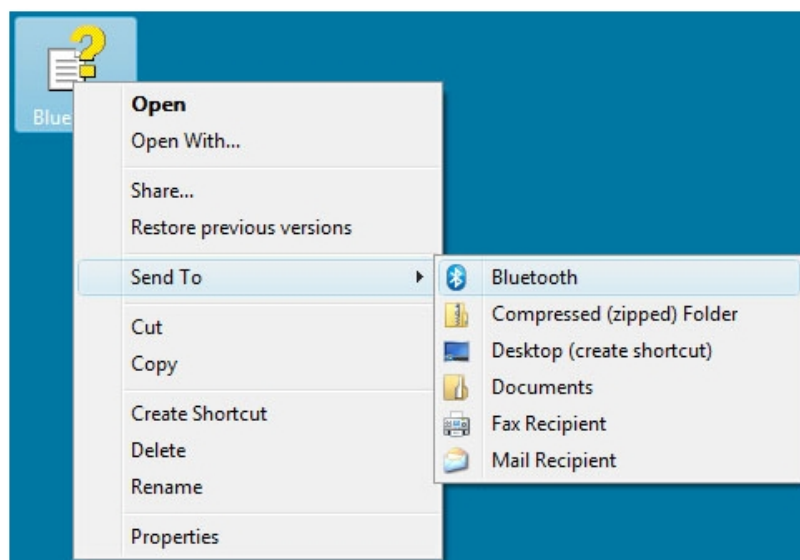 Blue
Open
Open With...
Share...
Restore previous versions
Send To
Bluetooth
Compressed (zipped) Folder
Desktop (create shortcut)
Documents
Fax Recipient
Mail Recipient
Cut
Copy
Create Shortcut
Delete
Rename
Properties